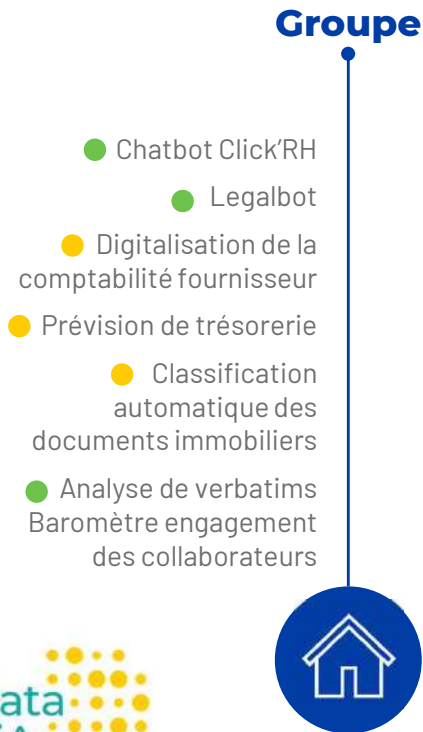 Groupe
Chatbot Click'RH
Legalbot
Digitalisation de la
comptabilité fournisseur
Prévision de trésorerie
Classification
automatique des
documents immobiliers
Analyse de verbatims
Baromètre engagement
des collaborateurs
ata